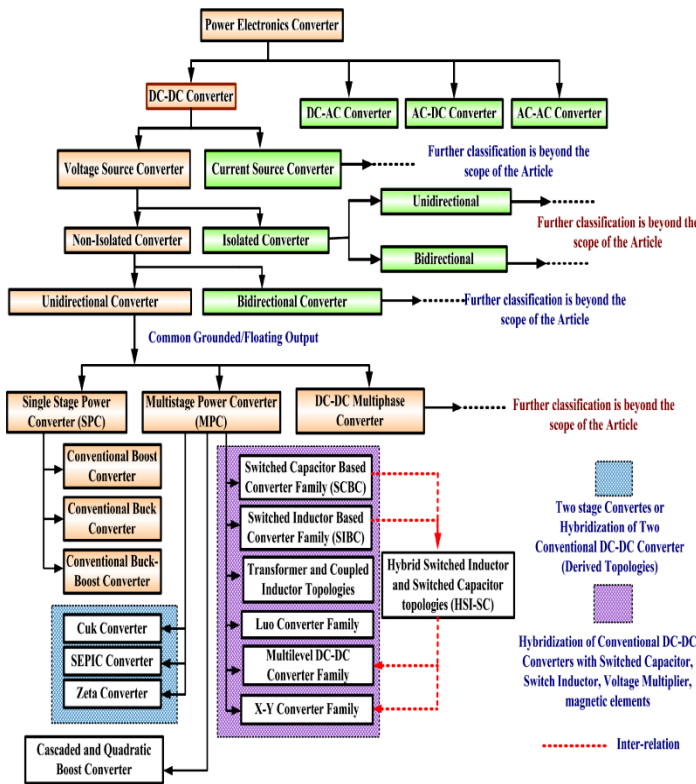 Power Electronics Converter
DC-DC Converter
DC-AC Converter
AC-DC Converter
AC-AC Converter
Voltage Source Converter
Current Source Converter
Further classification is beyond the
scope of the Article
Non-Isolated Converter
Isolated Converter
Unidirectional
Bidirectional
Further classification is beyond the
scope of the Article
Unidirectional Converter
Bidirectional Converter
Further classification is beyond the
scope of the Article
Common Grounded/Floating Output
Single Stage Power
Converter (SPC)
Multistage Power Converter
(MPC)
DC-DC Multiphase
Converter
Further classification is beyond the
scope of the Article
Conventional Boost
Converter
Conventional Buck
Converter
Conventional Buck-
Boost Converter
Cuk Converter
SEPIC Converter
Zeta Converter
Cascaded and Quadratic
Boost Converter
Switched Capacitor Based
Converter Family (SCBC)
Switched Inductor Based
Converter Family (SIBC)
Transformer and Coupled
Inductor Topologies
Luo Converter Family
Multilevel DC-DC
Converter Family
X-Y Converter Family
Hybrid Switched Inductor
and Switched Capacitor
topologies (HSI-SC)
Two stage Convertes or
Hybridization of Two
Conventional DC-DC Converter
(Derived Topologies)
Hybridization of Conventional DC-DC
Converters with Switched Capacitor,
Switch Inductor, Voltage Multiplier,
magnetic elements
Inter-relation